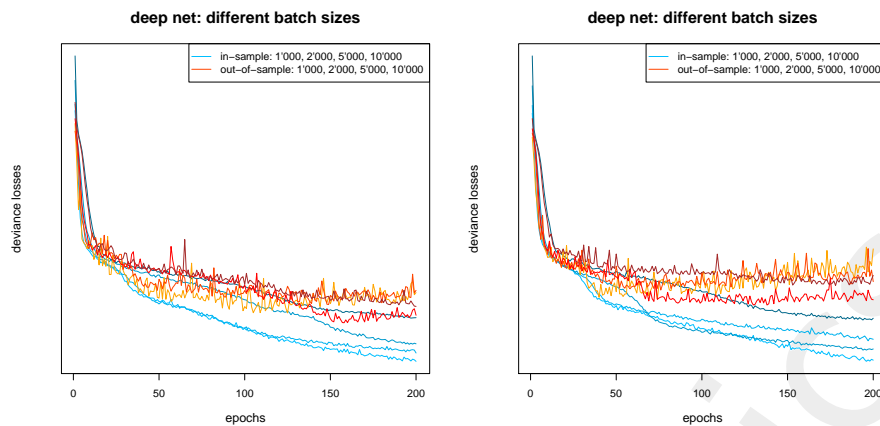 deep net: different batch sizes
in−sample: 1'000, 2'000, 5'000, 10'000
out−of−sample: 1'000, 2'000, 5'000, 10'000
deviance losses
0 50 100 150 200
epochs
deep net: different batch sizes
in−sample: 1'000, 2'000, 5'000, 10'000
out−of−sample: 1'000, 2'000, 5'000, 10'000
deviance losses
0 50 100 150 200
epochs